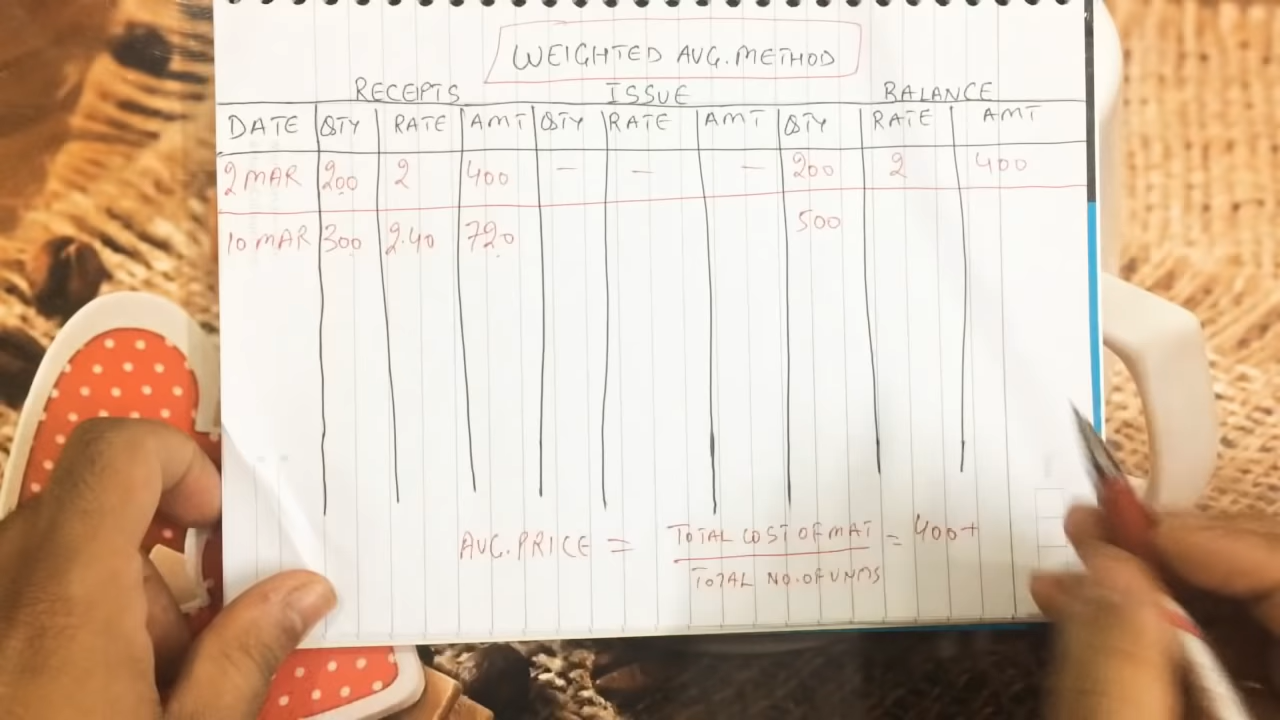 WEIGHTED AVG. METHOD
RECEIPTS ISSUE BALANCE
DATE QTY RATE AMT QTY RATE AMT QTY RATE AMT
2 MAR 200 2 400 — — — 200 2 400
10 MAR 300 2.40 720 500
AVG. PRICE = TOTAL COST OF MAT = 400+
TOTAL NO. OF UNITS